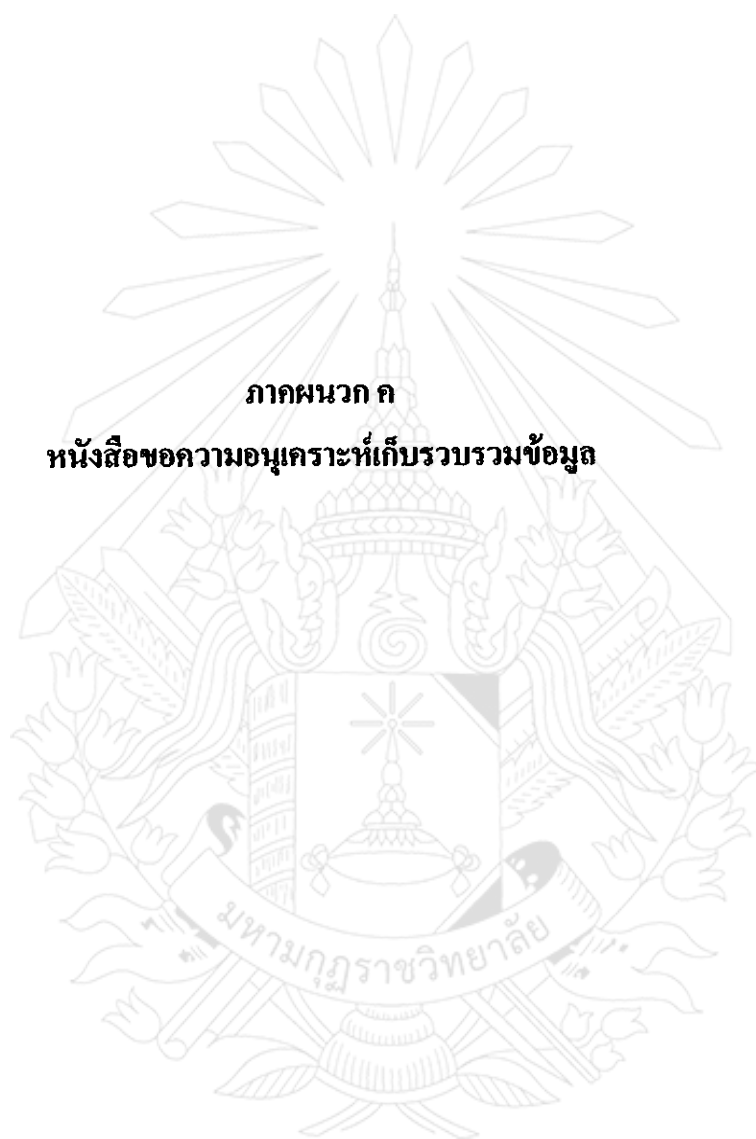 ภาคผนวก ค
หนังสือขอความอนุเคราะห์เก็บรวบรวมข้อมูล
มหามกุฏราชวิทยาลัย